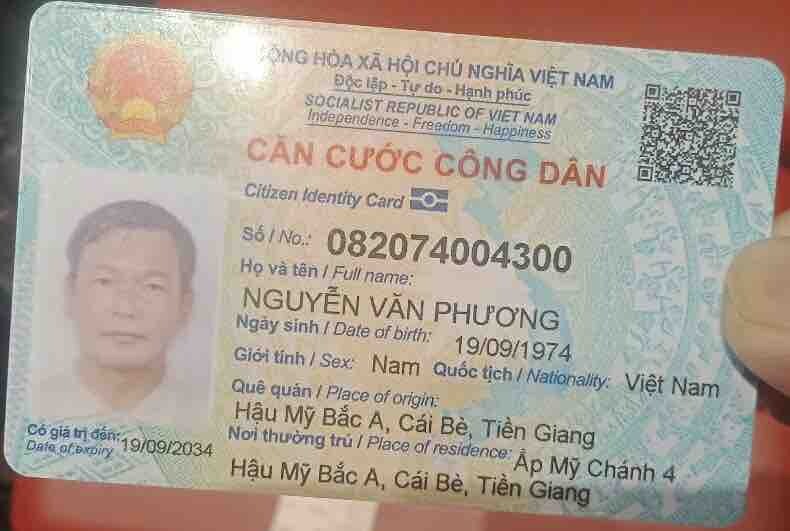 CỘNG HÒA XÃ HỘI CHỦ NGHĨA VIỆT NAM
Độc lập - Tự do - Hạnh phúc
SOCIALIST REPUBLIC OF VIET NAM
Independence - Freedom - Happiness
CĂN CƯỚC CÔNG DÂN
Citizen Identity Card
Số / No.: 082074004300
Họ và tên / Full name:
NGUYỄN VĂN PHƯƠNG
Ngày sinh / Date of birth: 19/09/1974
Giới tính / Sex: Nam Quốc tịch / Nationality: Việt Nam
Quê quán / Place of origin:
Hậu Mỹ Bắc A, Cái Bè, Tiền Giang
Nơi thường trú / Place of residence: Ấp Mỹ Chánh 4
Hậu Mỹ Bắc A, Cái Bè, Tiền Giang
Có giá trị đến: 19/09/2034
Date of expiry